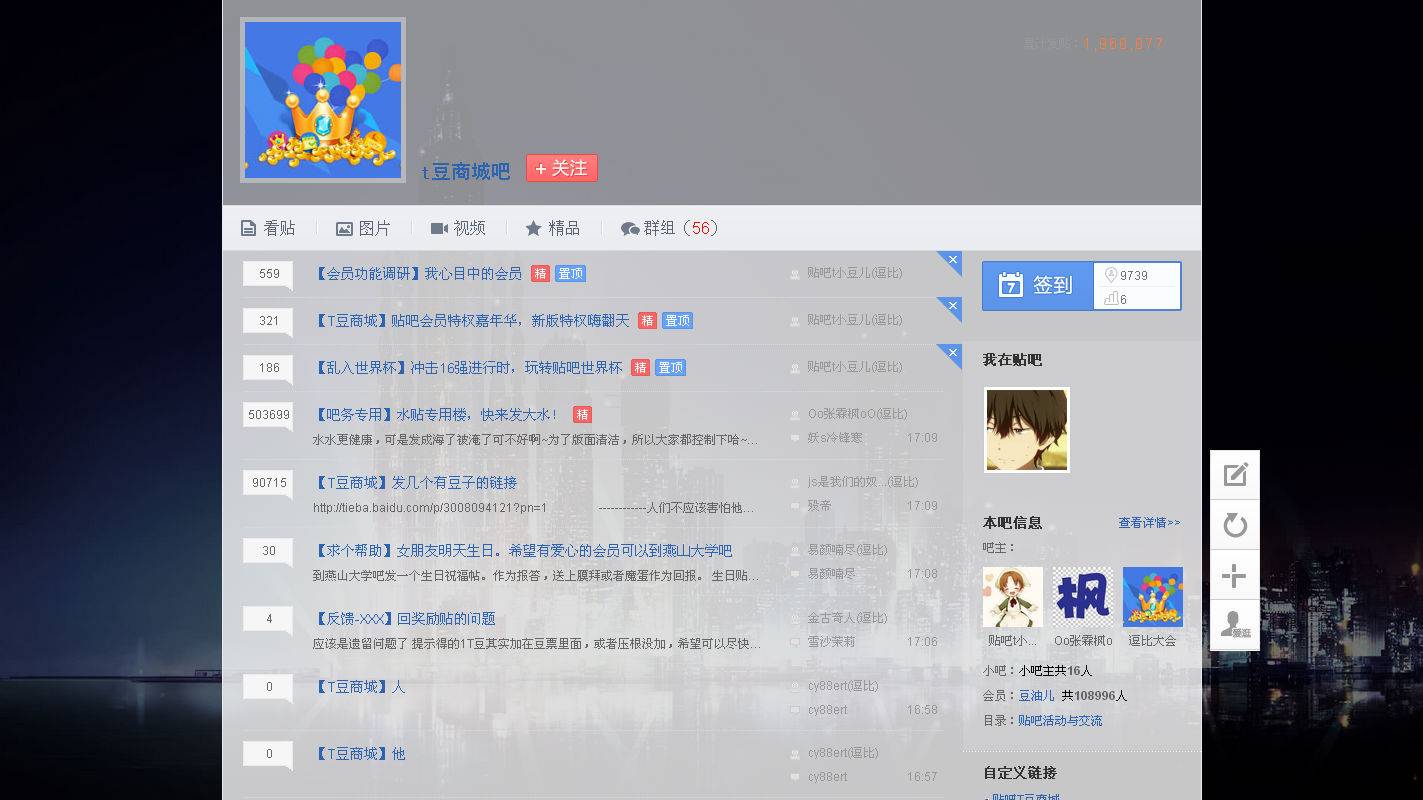 累计发贴：1,960,077
t豆商城吧
+ 关注
看贴
图片
视频
精品
群组（56）
559
【会员功能调研】我心目中的会员 精 置顶
贴吧t小豆儿(逗比)
321
【T豆商城】贴吧会员特权嘉年华，新版特权嗨翻天 精 置顶
贴吧t小豆儿(逗比)
186
【乱入世界杯】冲击16强进行时，玩转贴吧世界杯 精 置顶
贴吧t小豆儿(逗比)
503699
【吧务专用】水贴专用楼，快来发大水！ 精
Oo张霖枫oO(逗比)
水水更健康，可是发成海了被淹了可不好啊~为了版面清洁，所以大家都控制下哈~...
妖s冷锋寒 17:09
90715
【T豆商城】发几个有豆子的链接
js是我们的奴...(逗比)
http://tieba.baidu.com/p/3008094121?pn=1 ------------人们不应该害怕他...
毁帝 17:09
30
【求个帮助】女朋友明天生日。希望有爱心的会员可以到燕山大学吧
易颜喃尽(逗比)
到燕山大学吧发一个生日祝福帖。作为报答，送上膜拜或者魔蛋作为回报。 生日贴...
易颜喃尽 17:08
4
【反馈-XXX】回奖励贴的问题
金古奇人(逗比)
应该是遗留问题了 提示得的1T豆其实加在豆票里面，或者压根没加，希望可以尽快...
雪沙茉莉 17:06
0
【T豆商城】人
cy88ert(逗比)
cy88ert 16:58
0
【T豆商城】他
cy88ert(逗比)
cy88ert 16:57
7 签到
9739
6
我在贴吧
本吧信息 查看详情>>
吧主：
枫
贴吧t小... Oo张霖枫o 逗比大会
小吧：小吧主共16人
会员：豆油儿 共108996人
目录：贴吧活动与交流
自定义链接
贴吧T豆商城
爱逛